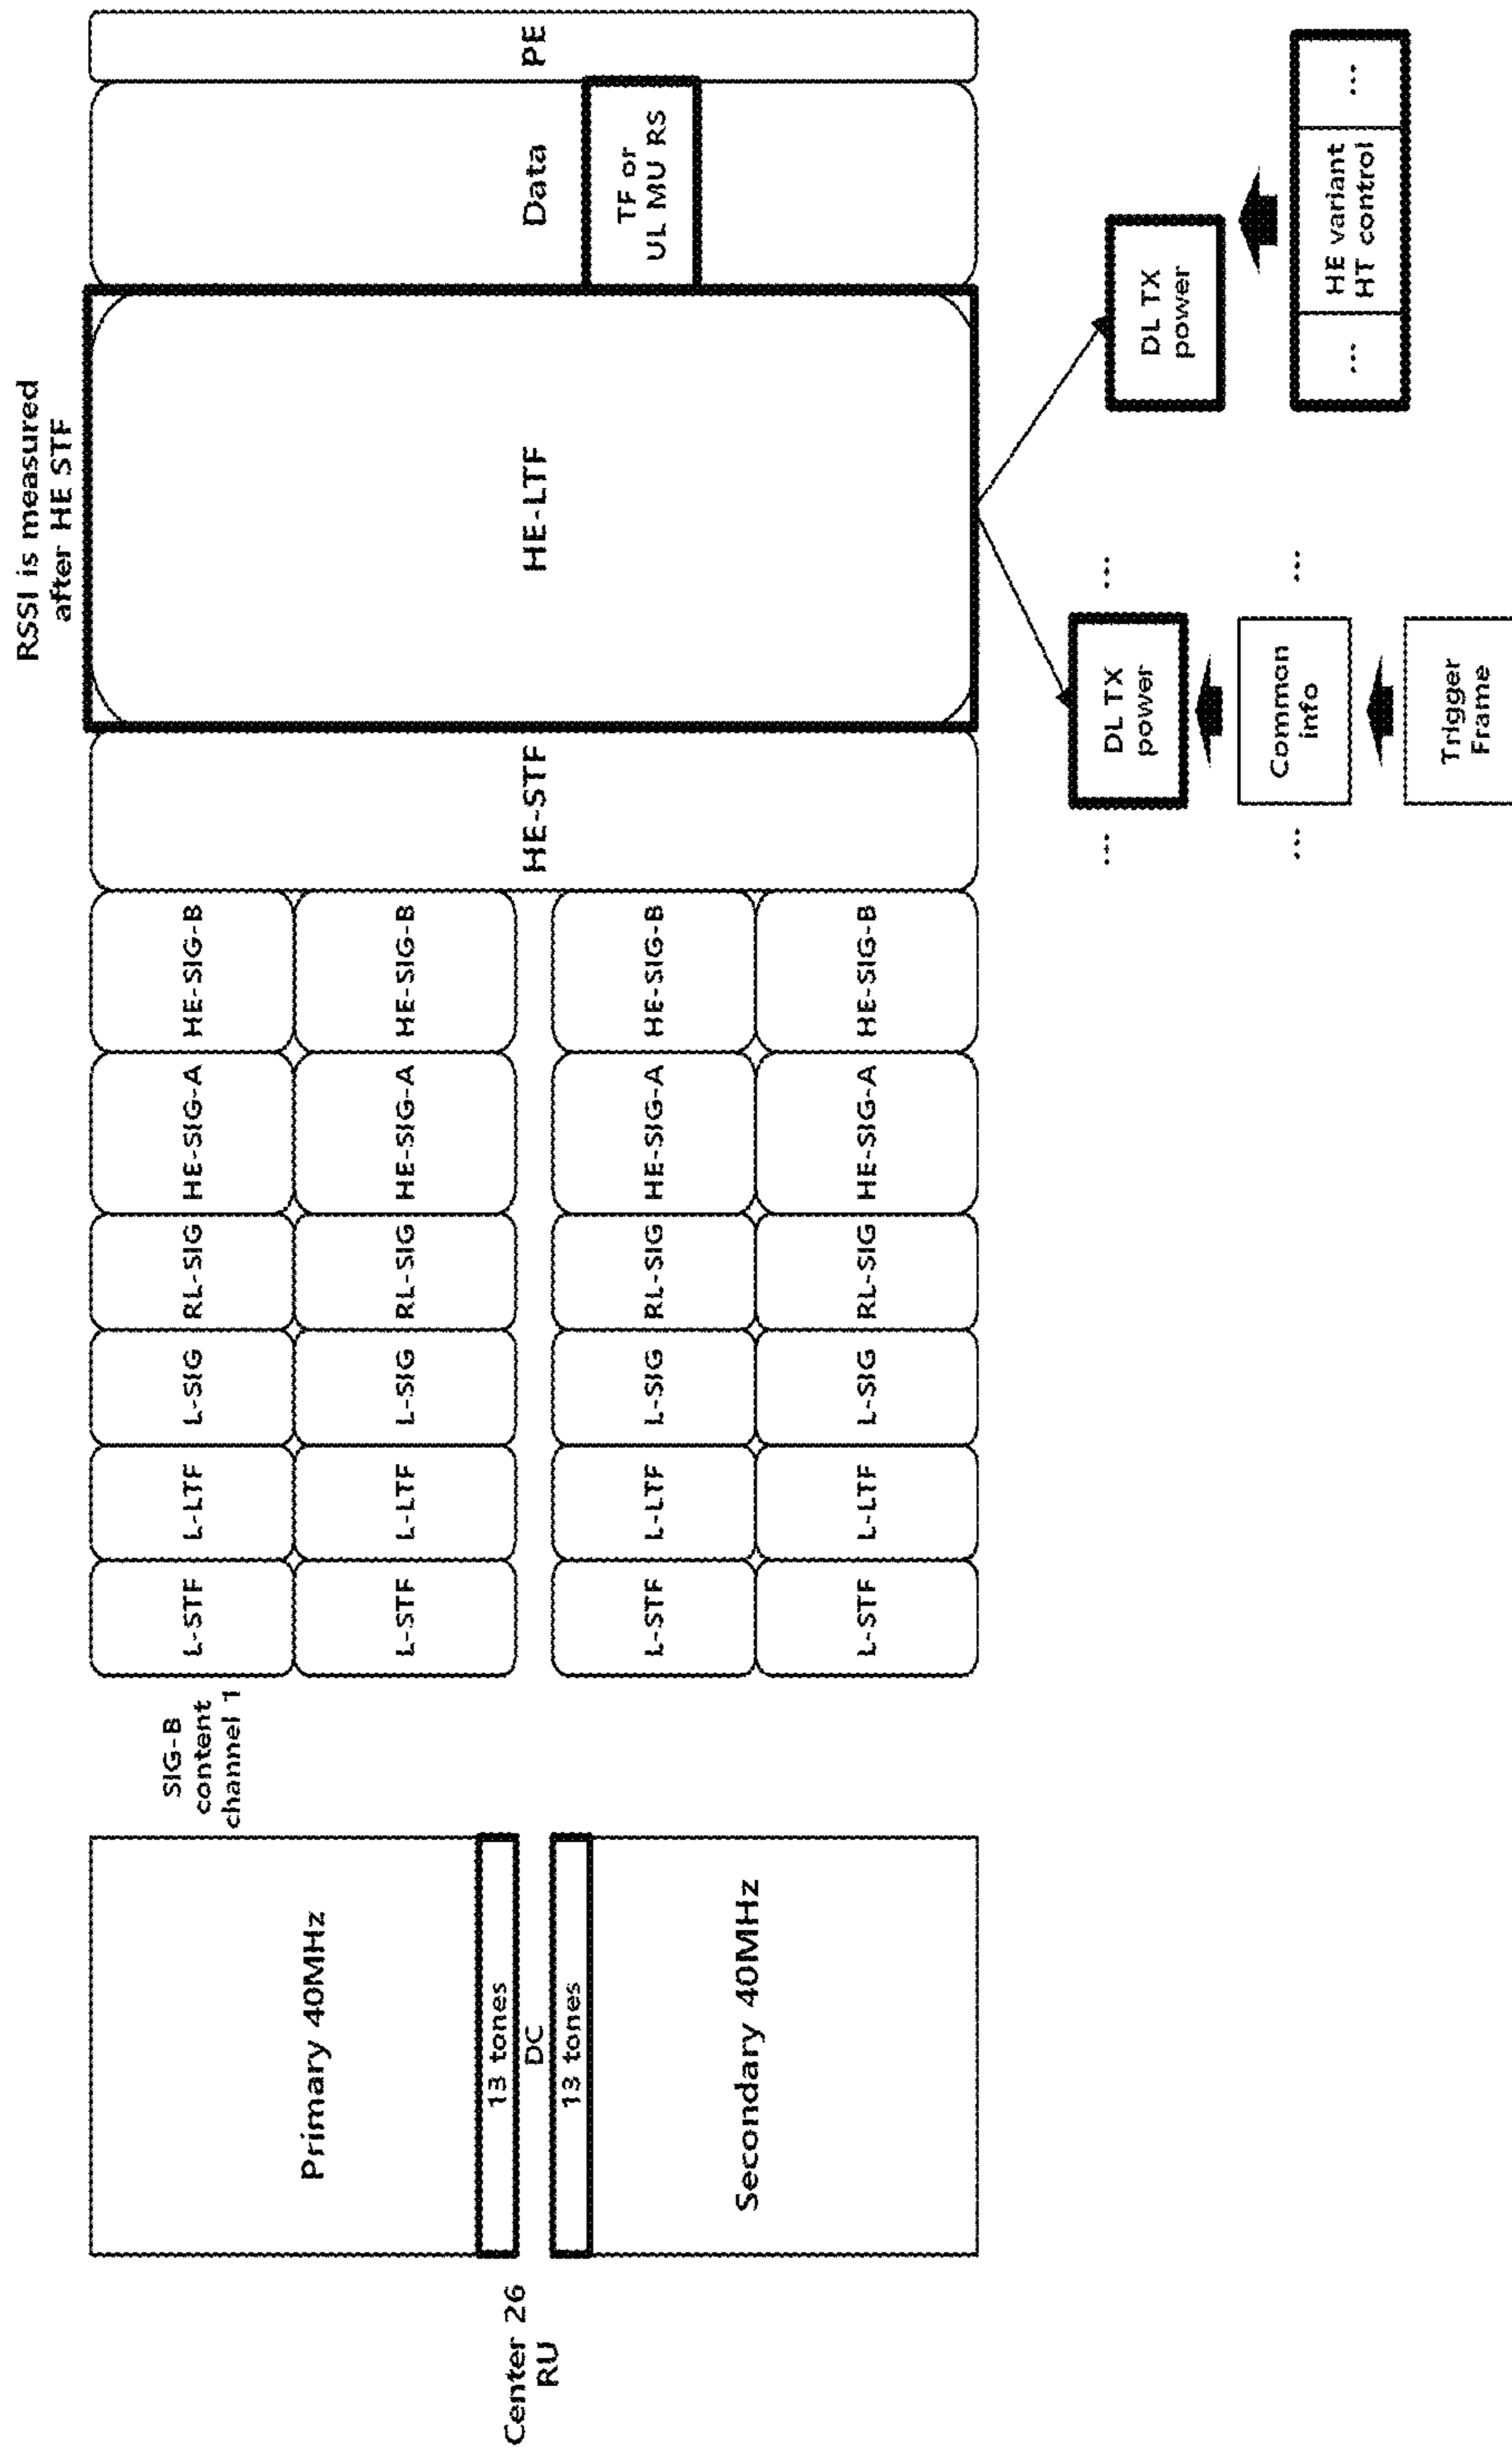 RSSI is measured
after HE STF
SIG-B
content
channel 1
Primary 40MHz
13 tones
Center 26
RU
DC
13 tones
Secondary 40MHz
L-STF
L-LTF
L-SIG
RL-SIG
HE-SIG-A
HE-SIG-B
L-STF
L-LTF
L-SIG
RL-SIG
HE-SIG-A
HE-SIG-B
L-STF
L-LTF
L-SIG
RL-SIG
HE-SIG-A
HE-SIG-B
L-STF
L-LTF
L-SIG
RL-SIG
HE-SIG-A
HE-SIG-B
HE-STF
HE-LTF
Data
TF or
UL MU RS
PE
...
DL TX
power
...
...
Common
info
...
Trigger
Frame
DL TX
power
...
HE variant
HT control
...